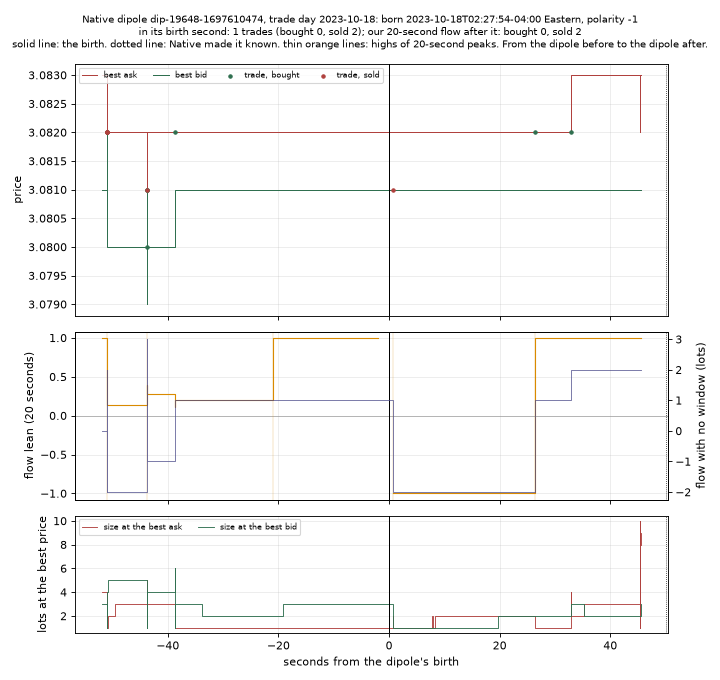 Native dipole dip-19648-1697610474, trade day 2023-10-18: born 2023-10-18T02:27:54-04:00 Eastern, polarity -1
in its birth second: 1 trades (bought 0, sold 2); our 20-second flow after it: bought 0, sold 2
solid line: the birth. dotted line: Native made it known. thin orange lines: highs of 20-second peaks. From the dipole before to the dipole after.
best ask
best bid
trade, bought
trade, sold
3.0830
3.0825
3.0820
3.0815
3.0810
3.0805
3.0800
3.0795
3.0790
price
1.0
0.5
0.0
−0.5
−1.0
flow lean (20 seconds)
3
2
1
0
−1
−2
flow with no window (lots)
size at the best ask
size at the best bid
10
8
6
4
2
lots at the best price
−40
−20
0
20
40
seconds from the dipole's birth